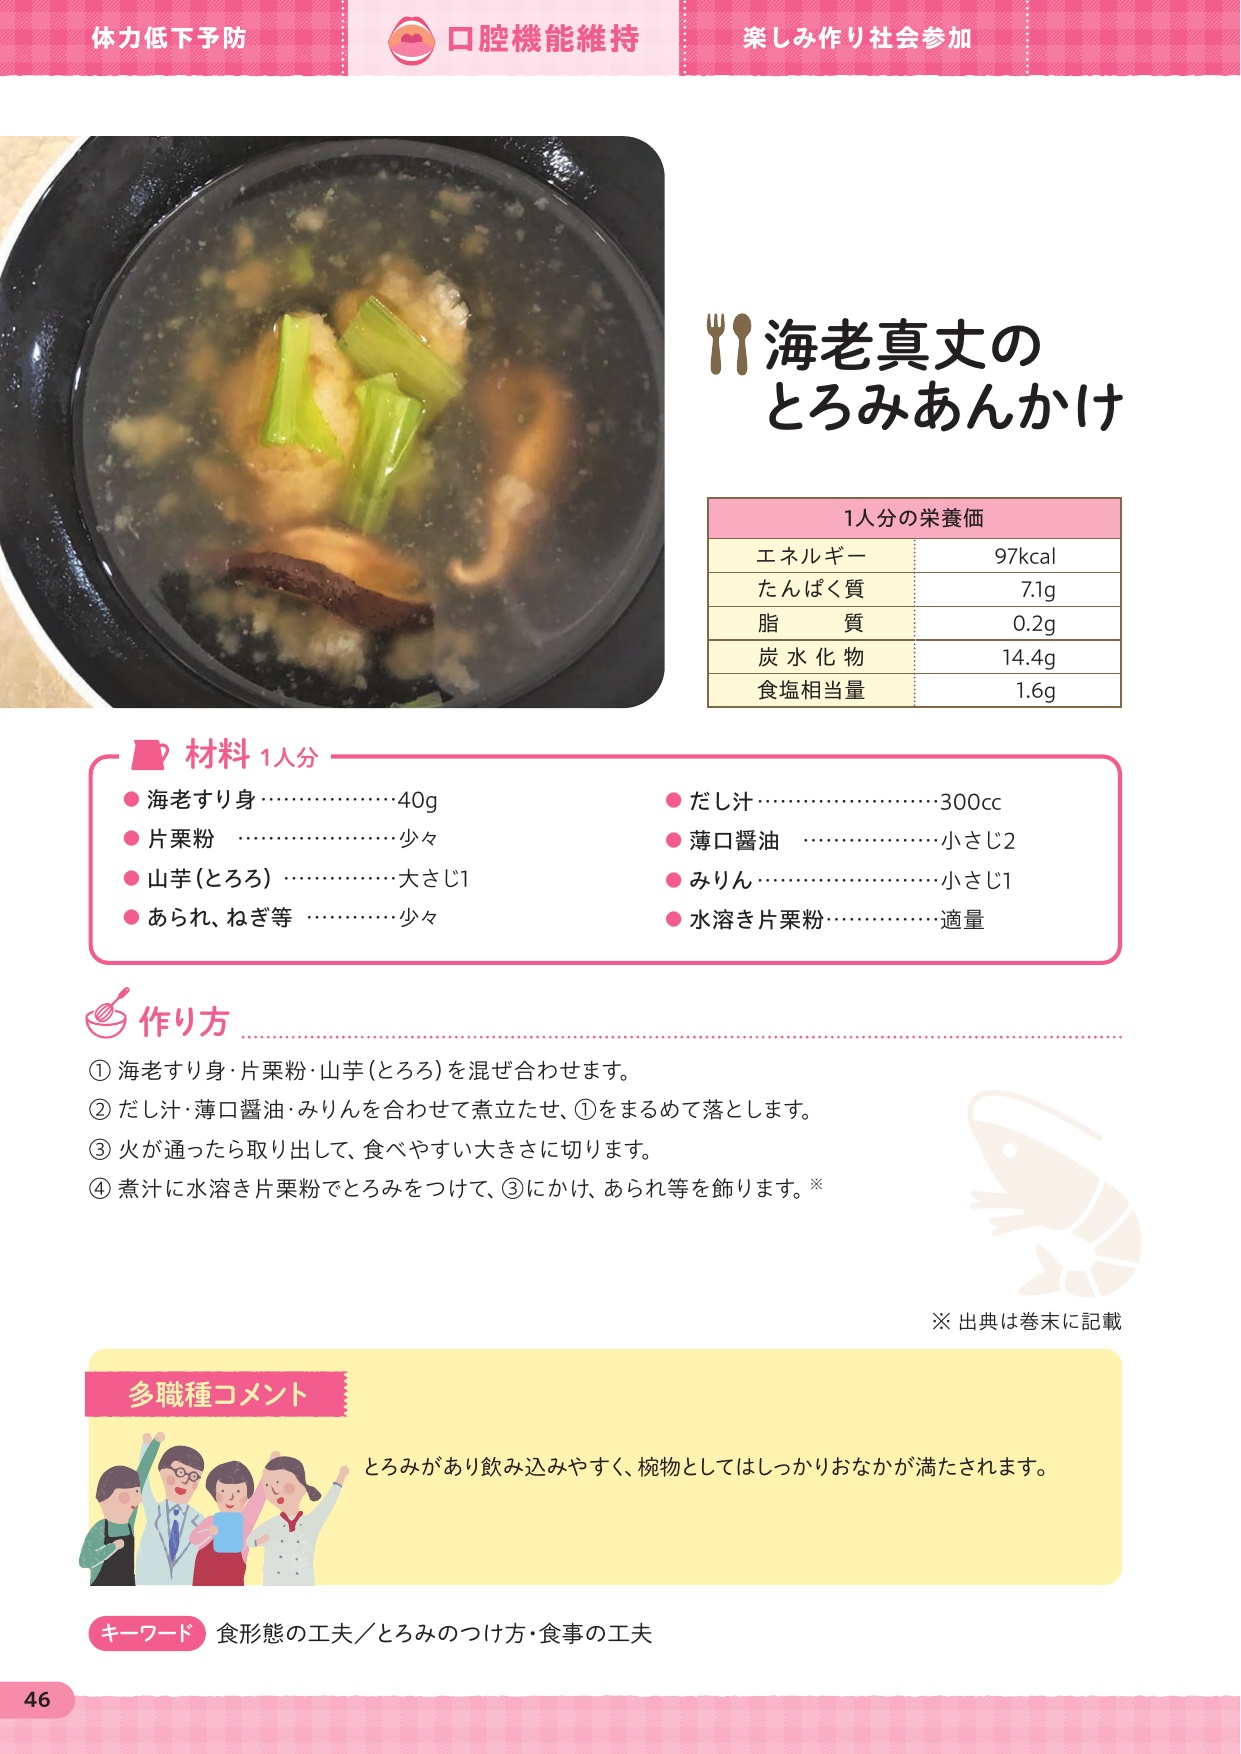 体力低下予防
口腔機能維持
楽しみ作り社会参加
海老真丈の
とろみあんかけ
1人分の栄養価
エネルギー 97kcal
たんぱく質 7.1g
脂　質 0.2g
炭水化物 14.4g
食塩相当量 1.6g
材料 1人分
● 海老すり身………………40g
● 片栗粉 …………………少々
● 山芋(とろろ) ……………大さじ1
● あられ、ねぎ等 …………少々
● だし汁……………………300cc
● 薄口醤油 ………………小さじ2
● みりん……………………小さじ1
● 水溶き片栗粉……………適量
作り方
① 海老すり身・片栗粉・山芋(とろろ)を混ぜ合わせます。
② だし汁・薄口醤油・みりんを合わせて煮立たせ、①をまるめて落とします。
③ 火が通ったら取り出して、食べやすい大きさに切ります。
④ 煮汁に水溶き片栗粉でとろみをつけて、③にかけ、あられ等を飾ります。※
※ 出典は巻末に記載
多職種コメント
とろみがあり飲み込みやすく、椀物としてはしっかりおなかが満たされます。
キーワード 食形態の工夫／とろみのつけ方・食事の工夫
46